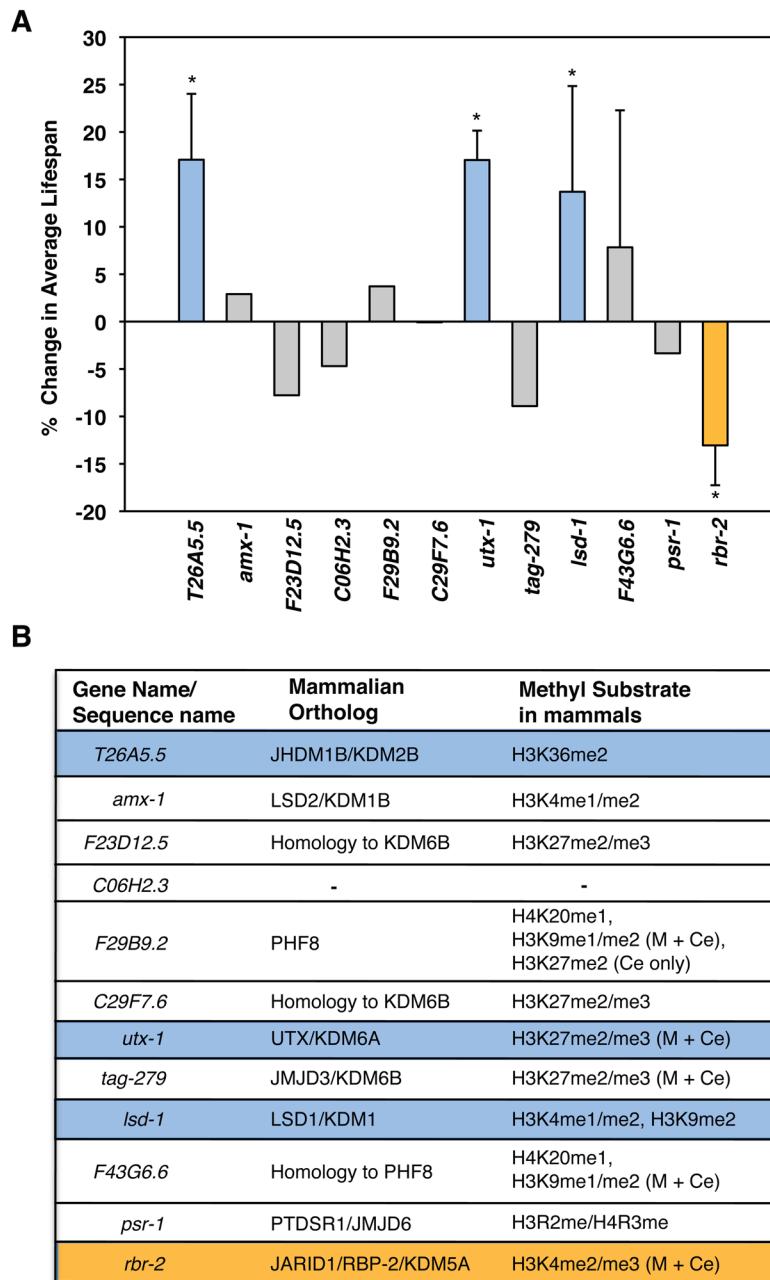 A
30
25
20
15
10
5
0
-5
-10
-15
-20
% Change in Average Lifespan
*
*
*
*
T26A5.5
amx-1
F23D12.5
C06H2.3
F29B9.2
C29F7.6
utx-1
tag-279
lsd-1
F43G6.6
psr-1
rbr-2
B
Gene Name/
Sequence name
Mammalian
Ortholog
Methyl Substrate
in mammals
T26A5.5 JHDM1B/KDM2B H3K36me2
amx-1 LSD2/KDM1B H3K4me1/me2
F23D12.5 Homology to KDM6B H3K27me2/me3
C06H2.3 - -
F29B9.2 PHF8
H4K20me1,
H3K9me1/me2 (M + Ce),
H3K27me2 (Ce only)
C29F7.6 Homology to KDM6B H3K27me2/me3
utx-1 UTX/KDM6A H3K27me2/me3 (M + Ce)
tag-279 JMJD3/KDM6B H3K27me2/me3 (M + Ce)
lsd-1 LSD1/KDM1 H3K4me1/me2, H3K9me2
F43G6.6 Homology to PHF8
H4K20me1,
H3K9me1/me2 (M + Ce)
psr-1 PTDSR1/JMJD6 H3R2me/H4R3me
rbr-2 JARID1/RBP-2/KDM5A H3K4me2/me3 (M + Ce)